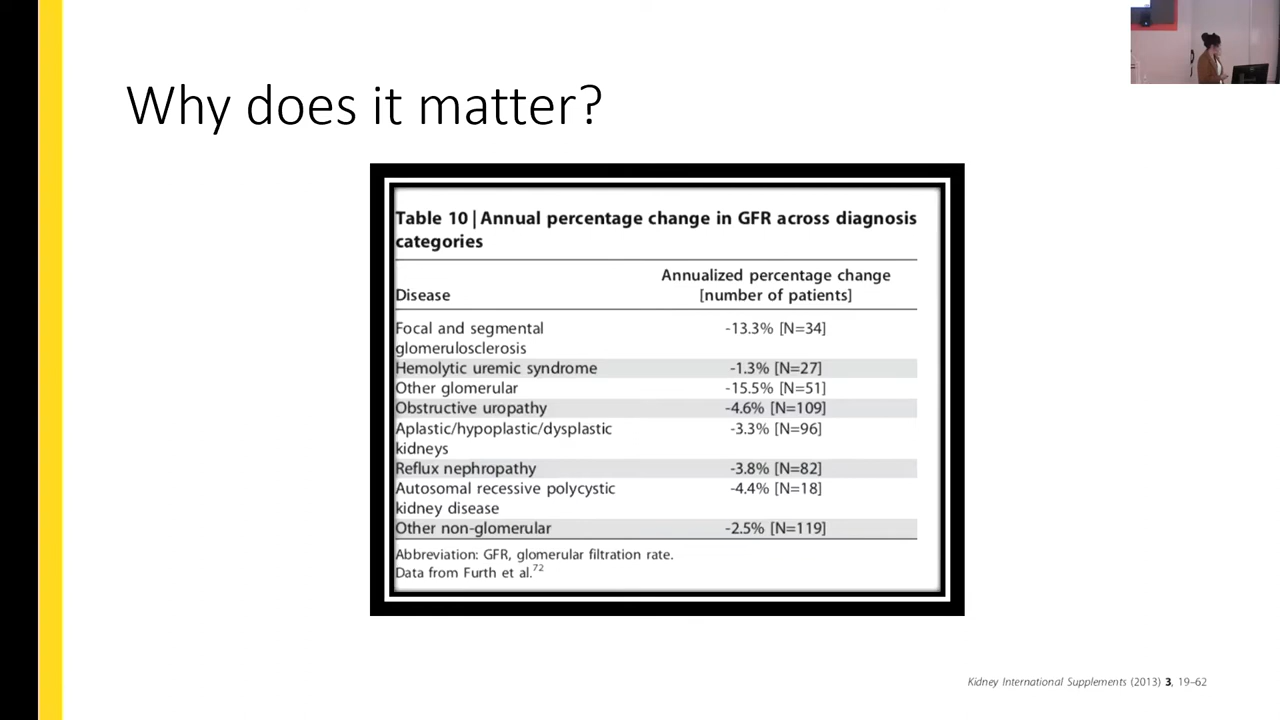 Why does it matter?
Table 10 | Annual percentage change in GFR across diagnosis
categories
Annualized percentage change
Disease [number of patients]
Focal and segmental -13.3% [N=34]
glomerulosclerosis
Hemolytic uremic syndrome -1.3% [N=27]
Other glomerular -15.5% [N=51]
Obstructive uropathy -4.6% [N=109]
Aplastic/hypoplastic/dysplastic -3.3% [N=96]
kidneys
Reflux nephropathy -3.8% [N=82]
Autosomal recessive polycystic -4.4% [N=18]
kidney disease
Other non-glomerular -2.5% [N=119]
Abbreviation: GFR, glomerular filtration rate.
Data from Furth et al.72
Kidney International Supplements (2013) 3, 19–62